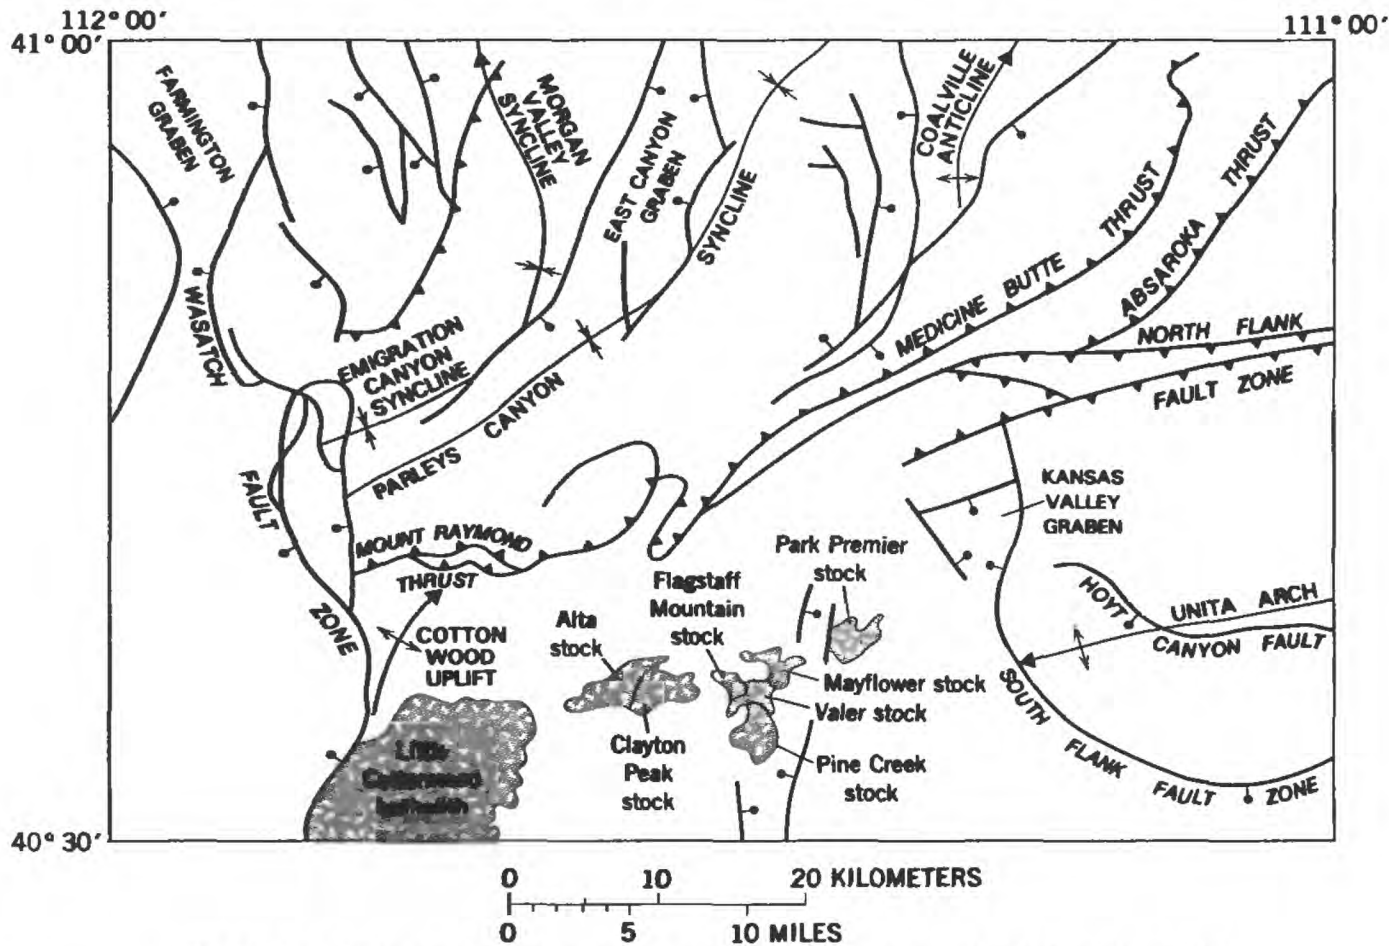 112° 00′
111° 00′
41° 00′
FARMINGTON
GRABEN
MORGAN
VALLEY
SYNCLINE
EAST CANYON
GRABEN
SYNCLINE
COALVILLE
ANTICLINE
THRUST
THRUST
ABSAROKA
MEDICINE BUTTE
WASATCH
NORTH FLANK
FAULT ZONE
EMIGRATION
CANYON
SYNCLINE
CANYON
PARLEYS
FAULT
KANSAS
VALLEY
GRABEN
MOUNT RAYMOND
THRUST
Park Premier
stock
Flagstaff
Mountain
stock
HOYT
UNITA ARCH
CANYON FAULT
ZONE
COTTON
WOOD
UPLIFT
Alta
stock
Mayflower stock
Valer stock
SOUTH
FLANK
FAULT
ZONE
Clayton
Peak
stock
Pine Creek
stock
Little
Cottonwood
batholith
40° 30′
0 10 20 KILOMETERS
0 5 10 MILES